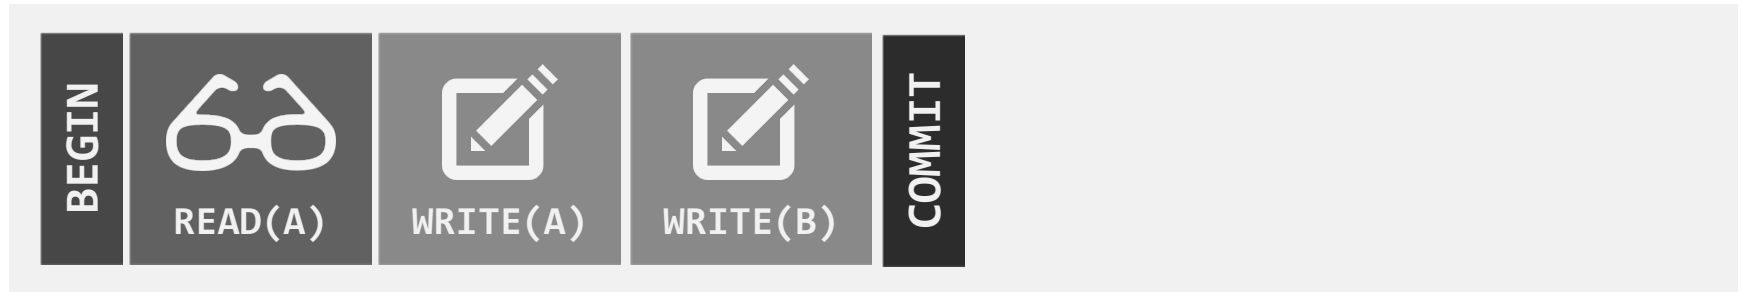 BEGIN
READ(A)
WRITE(A)
WRITE(B)
COMMIT